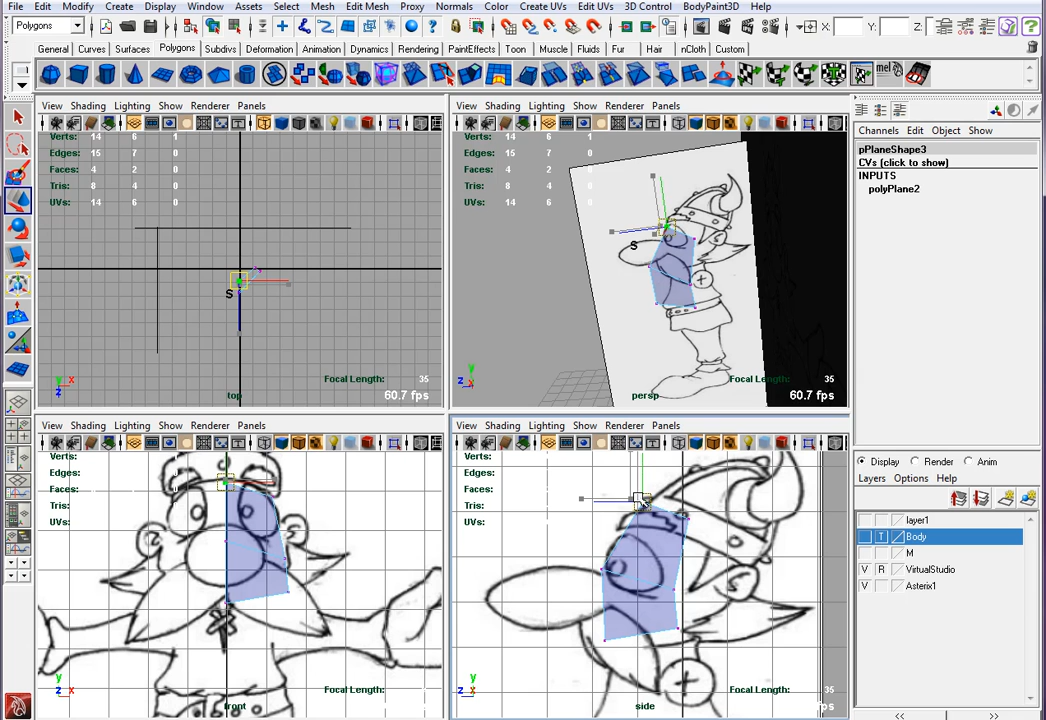 File Edit Modify Create Display Window Assets Select Mesh Edit Mesh Proxy Normals Color Create UVs Edit UVs 3D Control BodyPaint3D Help
Polygons X: Y: Z:
General Curves Surfaces Polygons Subdivs Deformation Animation Dynamics Rendering PaintEffects Toon Muscle Fluids Fur Hair nCloth Custom
mel
View Shading Lighting Show Renderer Panels
Verts: 14 6 1
Edges: 15 7 0
Faces: 4 2 0
Tris: 8 4 0
UVs: 14 6 0
S
y x
z
Focal Length: 35
top 60.7 fps
View Shading Lighting Show Renderer Panels
Verts: 14 6 1
Edges: 15 7 0
Faces: 4 2 0
Tris: 8 4 0
UVs: 14 6 0
S
y
z x
Focal Length: 35
persp 60.7 fps
View Shading Lighting Show Renderer Panels
Verts:
Edges:
Faces:
Tris:
UVs:
y
z x
Focal Length:
front
View Shading Lighting Show Renderer Panels
Verts:
Edges:
Faces:
Tris:
UVs:
y
z x
Focal Length: 35
side fps
Channels Edit Object Show
pPlaneShape3
CVs (click to show)
INPUTS
polyPlane2
Display Render Anim
Layers Options Help
layer1
T Body
M
V R VirtualStudio
V Asterix1
<< >>